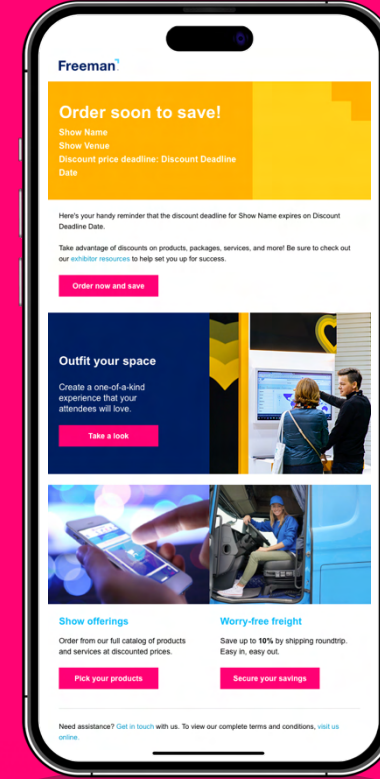 Freeman
Order soon to save!
Show Name
Show Venue
Discount price deadline: Discount Deadline
Date
Here's your handy reminder that the discount deadline for Show Name expires on Discount
Deadline Date.
Take advantage of discounts on products, packages, services, and more! Be sure to check out
our exhibitor resources to help set you up for success.
Order now and save
Outfit your space
Create a one-of-a-kind
experience that your
attendees will love.
Take a look
Show offerings
Order from our full catalog of products
and services at discounted prices.
Pick your products
Worry-free freight
Save up to 10% by shipping roundtrip.
Easy in, easy out.
Secure your savings
Need assistance? Get in touch with us. To view our complete terms and conditions, visit us
online.